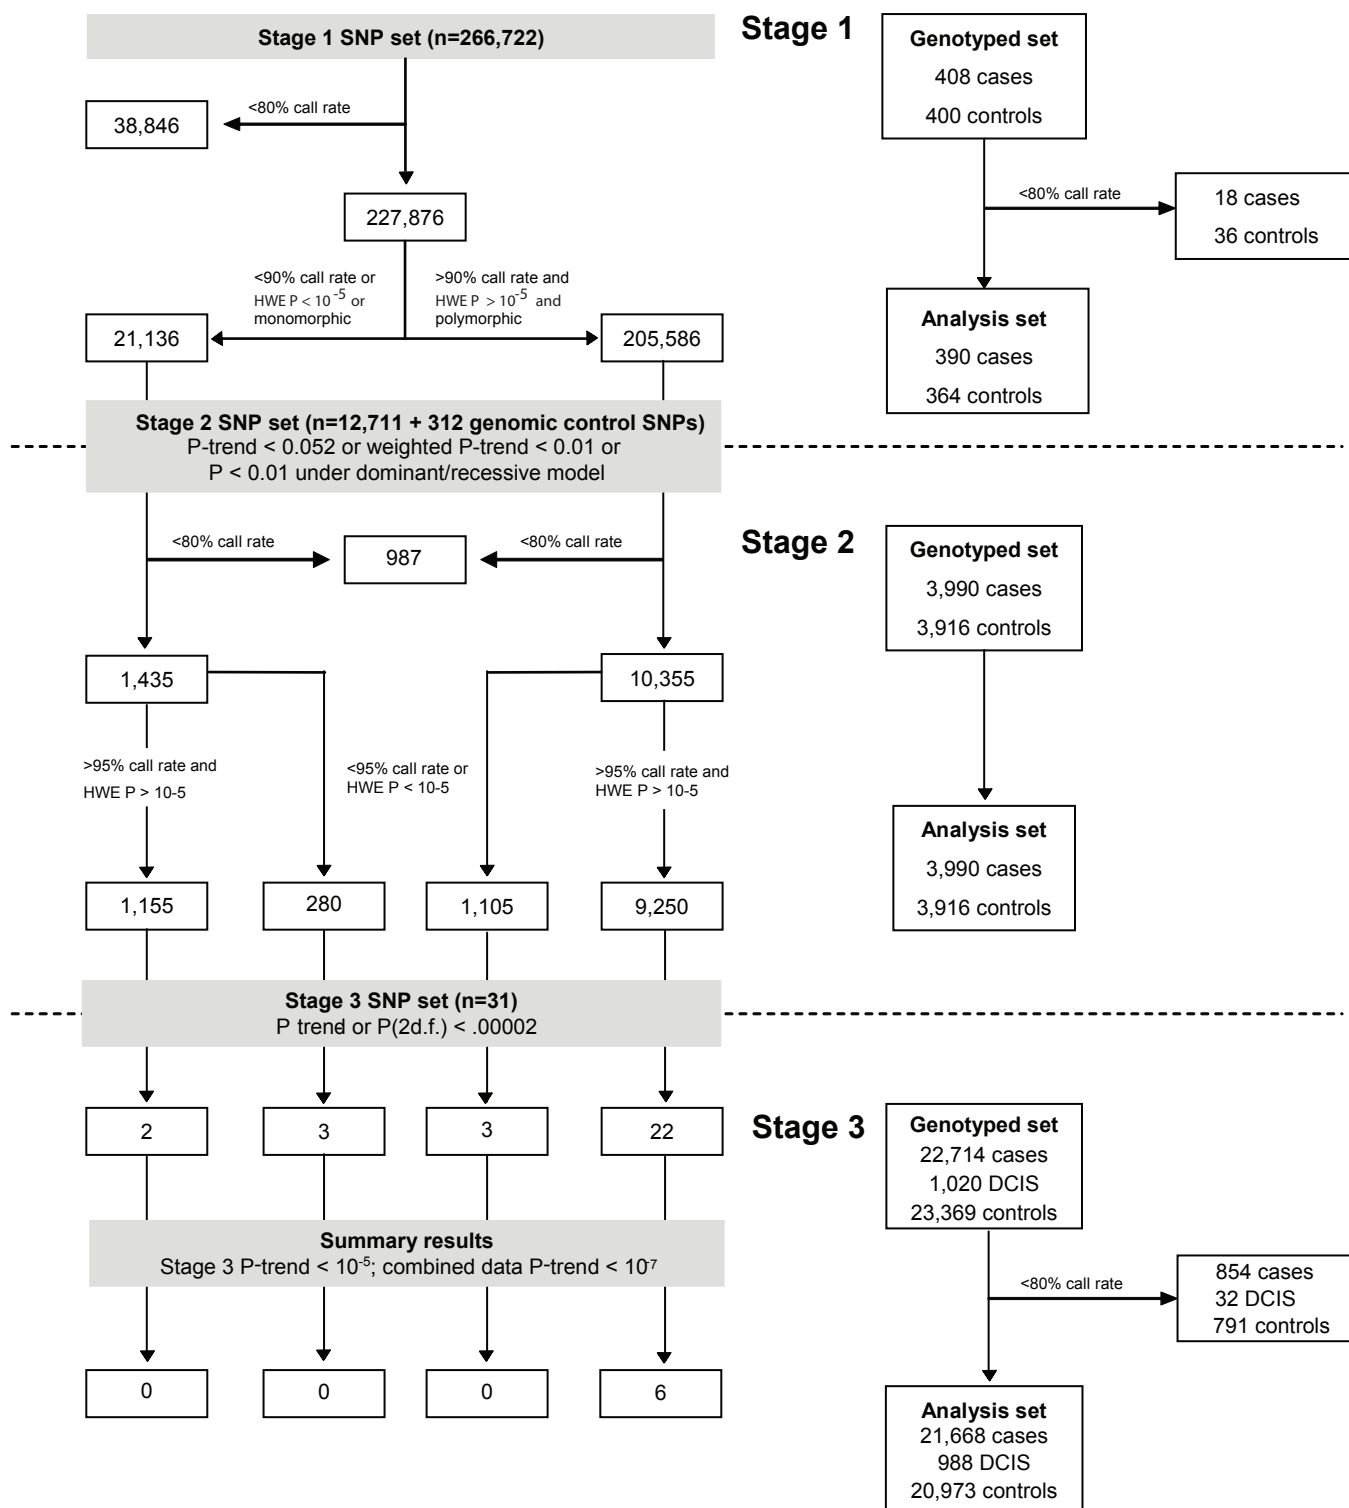 Stage 1 SNP set (n=266,722)
<80% call rate
38,846
227,876
<90% call rate or
HWE P < 10-5 or
monomorphic
>90% call rate and
HWE P > 10-5 and
polymorphic
21,136
205,586
Stage 1
Genotyped set
408 cases
400 controls
<80% call rate
18 cases
36 controls
Analysis set
390 cases
364 controls
Stage 2 SNP set (n=12,711 + 312 genomic control SNPs)
P-trend < 0.052 or weighted P-trend < 0.01 or
P < 0.01 under dominant/recessive model
<80% call rate
987
<80% call rate
1,435
10,355
>95% call rate and
HWE P > 10-5
<95% call rate or
HWE P < 10-5
>95% call rate and
HWE P > 10-5
1,155
280
1,105
9,250
Stage 2
Genotyped set
3,990 cases
3,916 controls
Analysis set
3,990 cases
3,916 controls
Stage 3 SNP set (n=31)
P trend or P(2d.f.) < .00002
2
3
3
22
Summary results
Stage 3 P-trend < 10-5; combined data P-trend < 10-7
0
0
0
6
Stage 3
Genotyped set
22,714 cases
1,020 DCIS
23,369 controls
<80% call rate
854 cases
32 DCIS
791 controls
Analysis set
21,668 cases
988 DCIS
20,973 controls